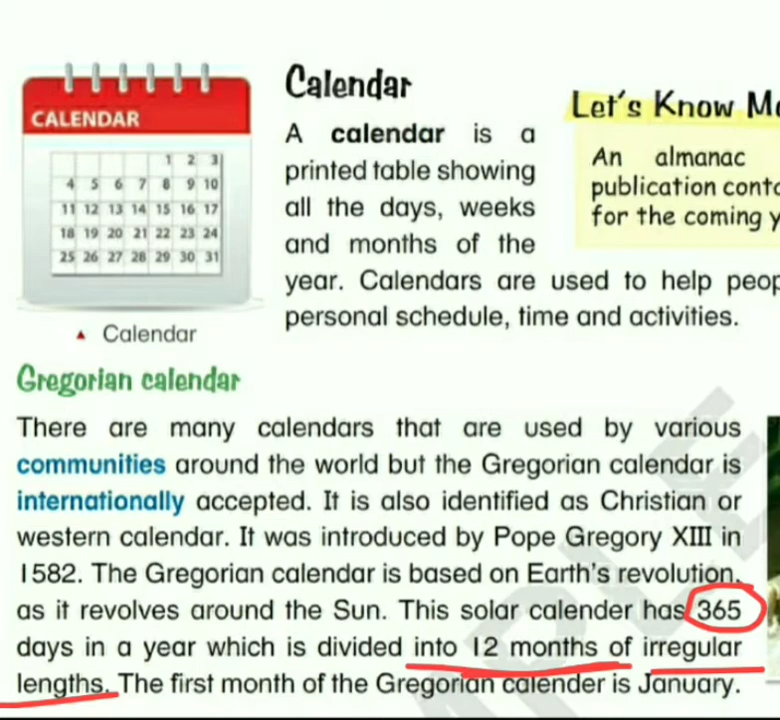 CALENDAR
1 2 3
4 5 6 7 8 9 10
11 12 13 14 15 16 17
18 19 20 21 22 23 24
25 26 27 28 29 30 31
▲ Calendar
Calendar
A calendar is a
printed table showing
all the days, weeks
and months of the
year. Calendars are used to help peop
personal schedule, time and activities.
Let's Know Mo
An almanac
publication conta
for the coming y
Gregorian calendar
There are many calendars that are used by various
communities around the world but the Gregorian calendar is
internationally accepted. It is also identified as Christian or
western calendar. It was introduced by Pope Gregory XIII in
1582. The Gregorian calendar is based on Earth's revolution,
as it revolves around the Sun. This solar calender has 365
days in a year which is divided into 12 months of irregular
lengths. The first month of the Gregorian calender is January.